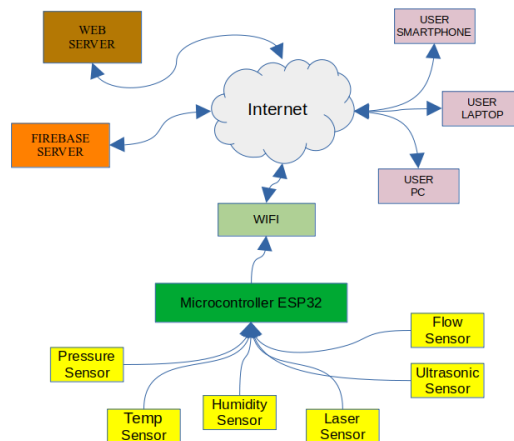 WEB
SERVER
USER
SMARTPHONE
Internet
USER
LAPTOP
FIREBASE
SERVER
USER
PC
WIFI
Microcontroller ESP32
Flow
Sensor
Pressure
Sensor
Ultrasonic
Sensor
Humidity
Sensor
Temp
Sensor
Laser
Sensor